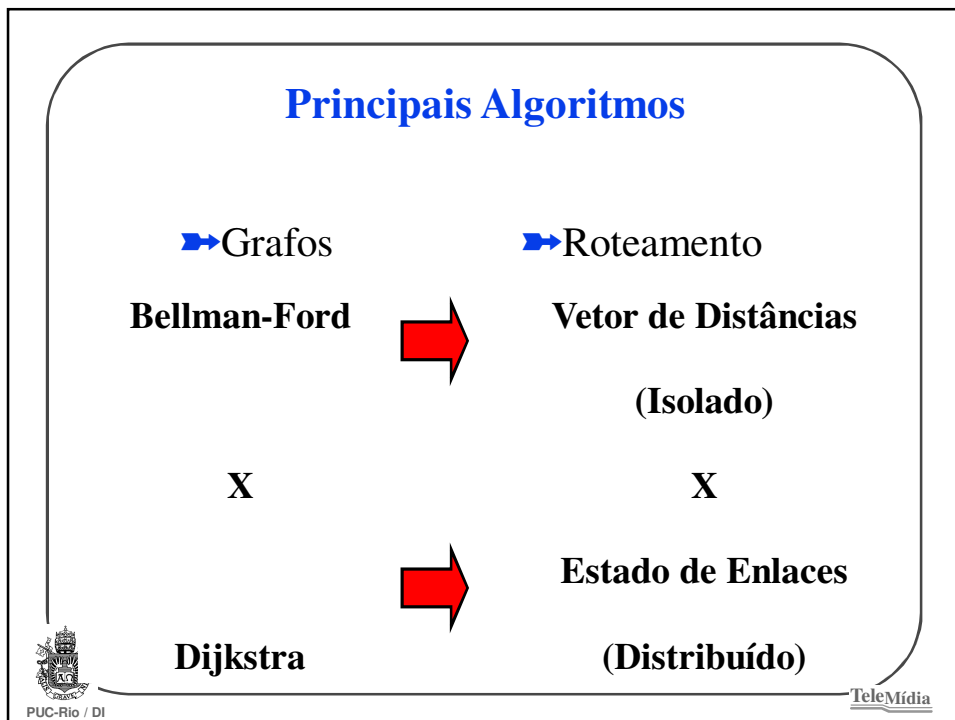 Principais Algoritmos
Grafos
Roteamento
Bellman-Ford
Vetor de Distâncias
(Isolado)
X
X
Estado de Enlaces
Dijkstra
(Distribuído)
PUC-Rio / DI
TeleMídia